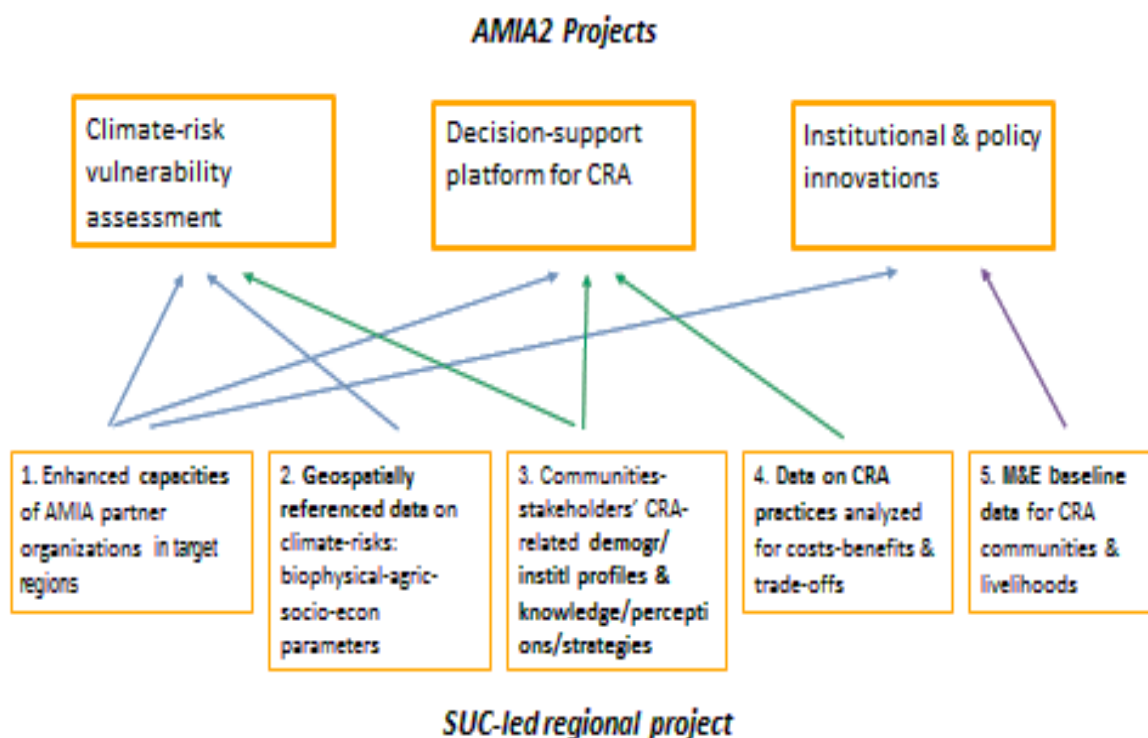 AMIA2 Projects
Climate-risk
vulnerability
assessment
Decision-support
platform for CRA
Institutional & policy
innovations
1. Enhanced capacities
of AMIA partner
organizations in target
regions
2. Geospatially
referenced data on
climate-risks:
biophysical-agric-
socio-econ
parameters
3. Communities-
stakeholders' CRA-
related demogr/
institl profiles &
knowledge/percepti
ons/strategies
4. Data on CRA
practices analyzed
for costs-benefits &
trade-offs
5. M&E baseline
data for CRA
communities &
livelihoods
SUC-led regional project